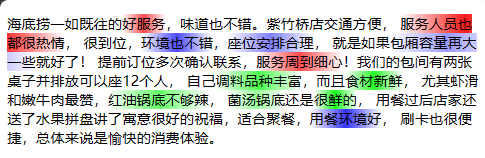 海底捞一如既往的好服务，味道也不错。紫竹桥店交通方便， 服务人员也
都很热情， 很到位，环境也不错，座位安排合理， 就是如果包厢容量再大
一些就好了！ 提前订位多次确认联系，服务周到细心！我们的包间有两张
桌子并排放可以座12个人， 自己调料品种丰富，而且食材新鲜， 尤其虾滑
和嫩牛肉最赞，红油锅底不够辣， 菌汤锅底还是很鲜的， 用餐过后店家还
送了水果拼盘讲了寓意很好的祝福，适合聚餐，用餐环境好， 刷卡也很便
捷，总体来说是愉快的消费体验。